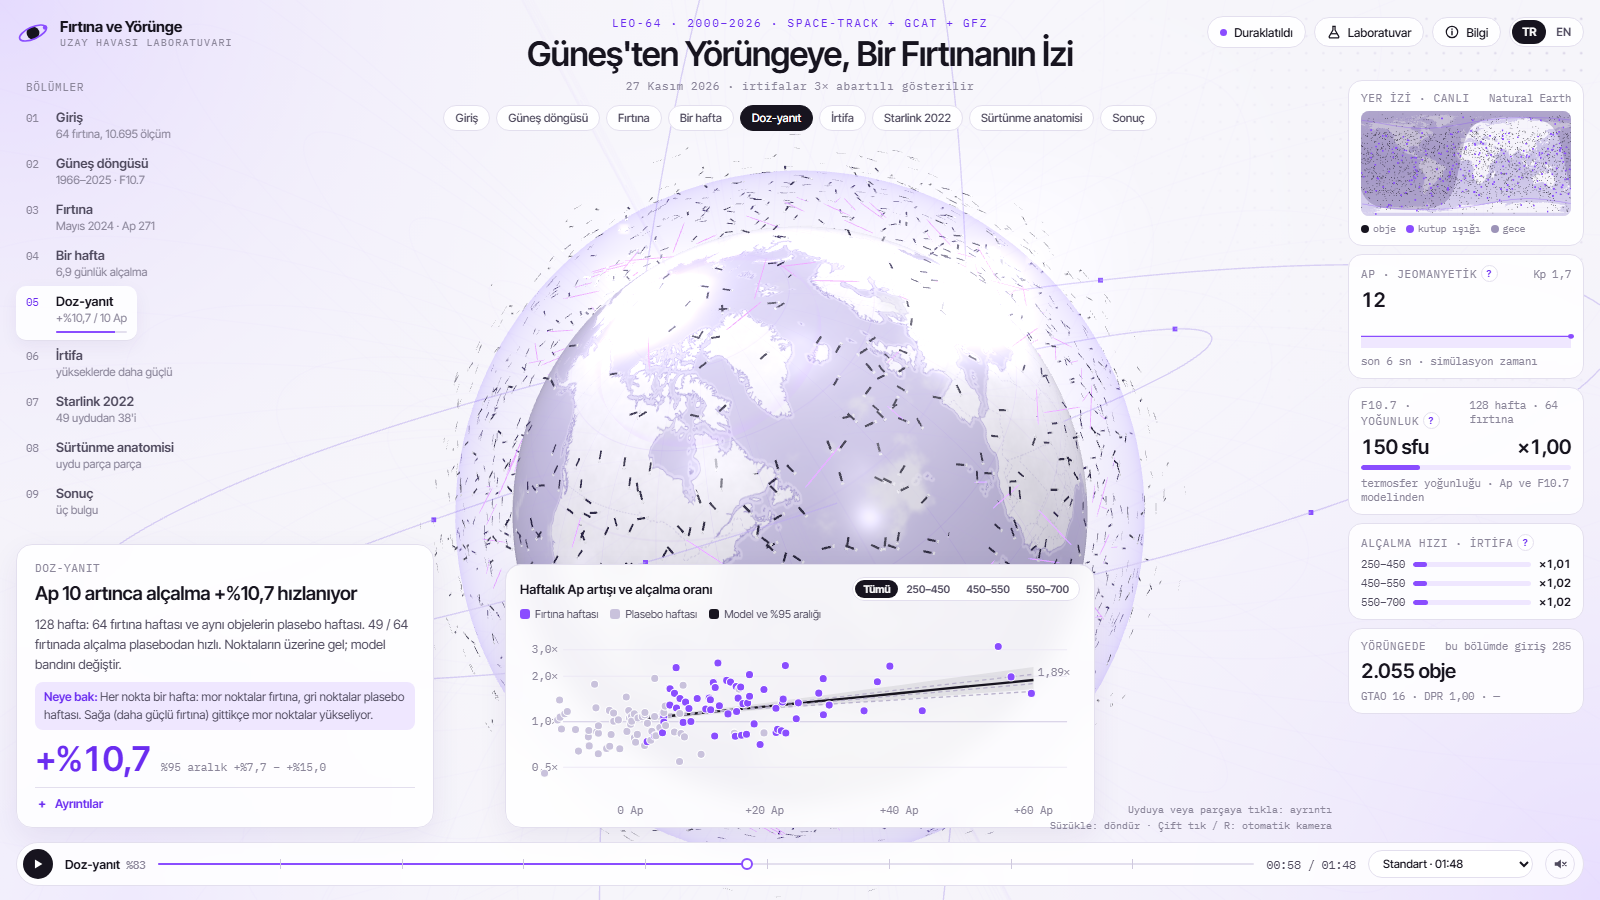 Fırtına ve Yörünge
UZAY HAVASI LABORATUVARI
LEO-64 · 2000–2026 · SPACE-TRACK + GCAT + GFZ
Güneş'ten Yörüngeye, Bir Fırtınanın İzi
27 Kasım 2026 · irtifalar 3× abartılı gösterilir
Giriş Güneş döngüsü Fırtına Bir hafta Doz-yanıt İrtifa Starlink 2022 Sürtünme anatomisi Sonuç
Duraklatıldı Laboratuvar Bilgi TR EN
BÖLÜMLER
01 Giriş
64 fırtına, 10.695 ölçüm
02 Güneş döngüsü
1966–2025 · F10.7
03 Fırtına
Mayıs 2024 · Ap 271
04 Bir hafta
6,9 günlük alçalma
05 Doz-yanıt
+%10,7 / 10 Ap
06 İrtifa
yükseklerde daha güçlü
07 Starlink 2022
49 uydudan 38'i
08 Sürtünme anatomisi
uydu parça parça
09 Sonuç
üç bulgu
DOZ-YANIT
Ap 10 artınca alçalma +%10,7 hızlanıyor
128 hafta: 64 fırtına haftası ve aynı objelerin plasebo haftası. 49 / 64
fırtınada alçalma plasebodan hızlı. Noktaların üzerine gel; model
bandını değiştir.
Neye bak: Her nokta bir hafta: mor noktalar fırtına, gri noktalar plasebo
haftası. Sağa (daha güçlü fırtına) gittikçe mor noktalar yükseliyor.
+%10,7 %95 aralık +%7,7 – +%15,0
+ Ayrıntılar
Haftalık Ap artışı ve alçalma oranı
Tümü 250–450 450–550 550–700
Fırtına haftası Plasebo haftası Model ve %95 aralığı
3,0×
2,0×
1,0×
0,5×
1,89×
0 Ap +20 Ap +40 Ap +60 Ap
YER İZİ · CANLI Natural Earth
obje kutup ışığı gece
AP · JEOMANYETİK ? Kp 1,7
12
son 6 sn · simülasyon zamanı
F10.7 · YOĞUNLUK ? 128 hafta · 64 fırtına
150 sfu ×1,00
termosfer yoğunluğu · Ap ve F10.7
modelinden
ALÇALMA HIZI · İRTİFA ?
250–450 ×1,01
450–550 ×1,02
550–700 ×1,02
YÖRÜNGEDE bu bölümde giriş 285
2.055 obje
GTAO 16 · DPR 1,00 · —
Uyduya veya parçaya tıkla: ayrıntı
Sürükle: döndür · Çift tık / R: otomatik kamera
Doz-yanıt %83
00:58 / 01:48
Standart · 01:48